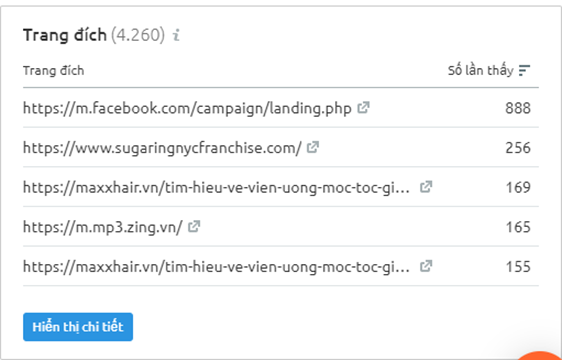 Trang đích (4.260) i
Trang đích Số lần thấy
https://m.facebook.com/campaign/landing.php 888
https://www.sugaringnycfranchise.com/ 256
https://maxxhair.vn/tim-hieu-ve-vien-uong-moc-toc-gi... 169
https://m.mp3.zing.vn/ 165
https://maxxhair.vn/tim-hieu-ve-vien-uong-moc-toc-gi... 155
Hiển thị chi tiết